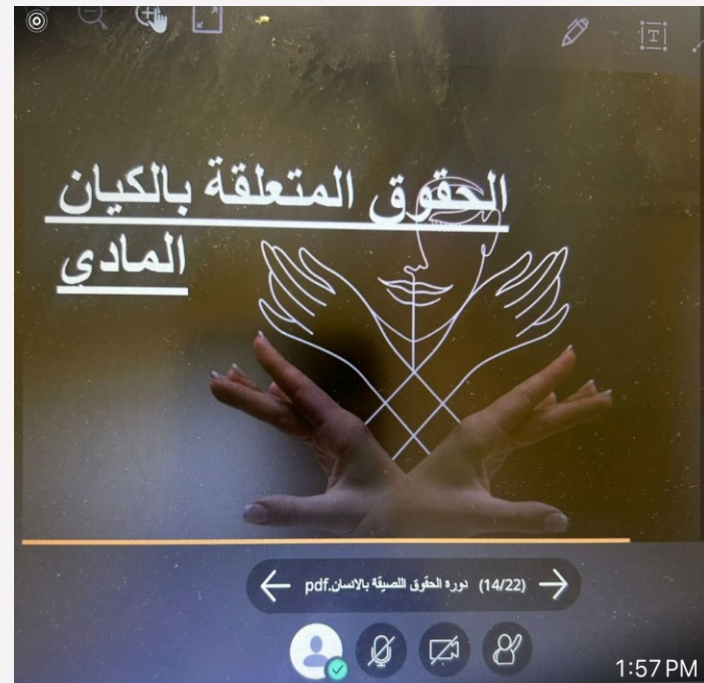 الحقوق المتعلقة بالكيان
المادي
(14/22) دورة الحقوق اللصيقة بالانسان.pdf
1:57 PM